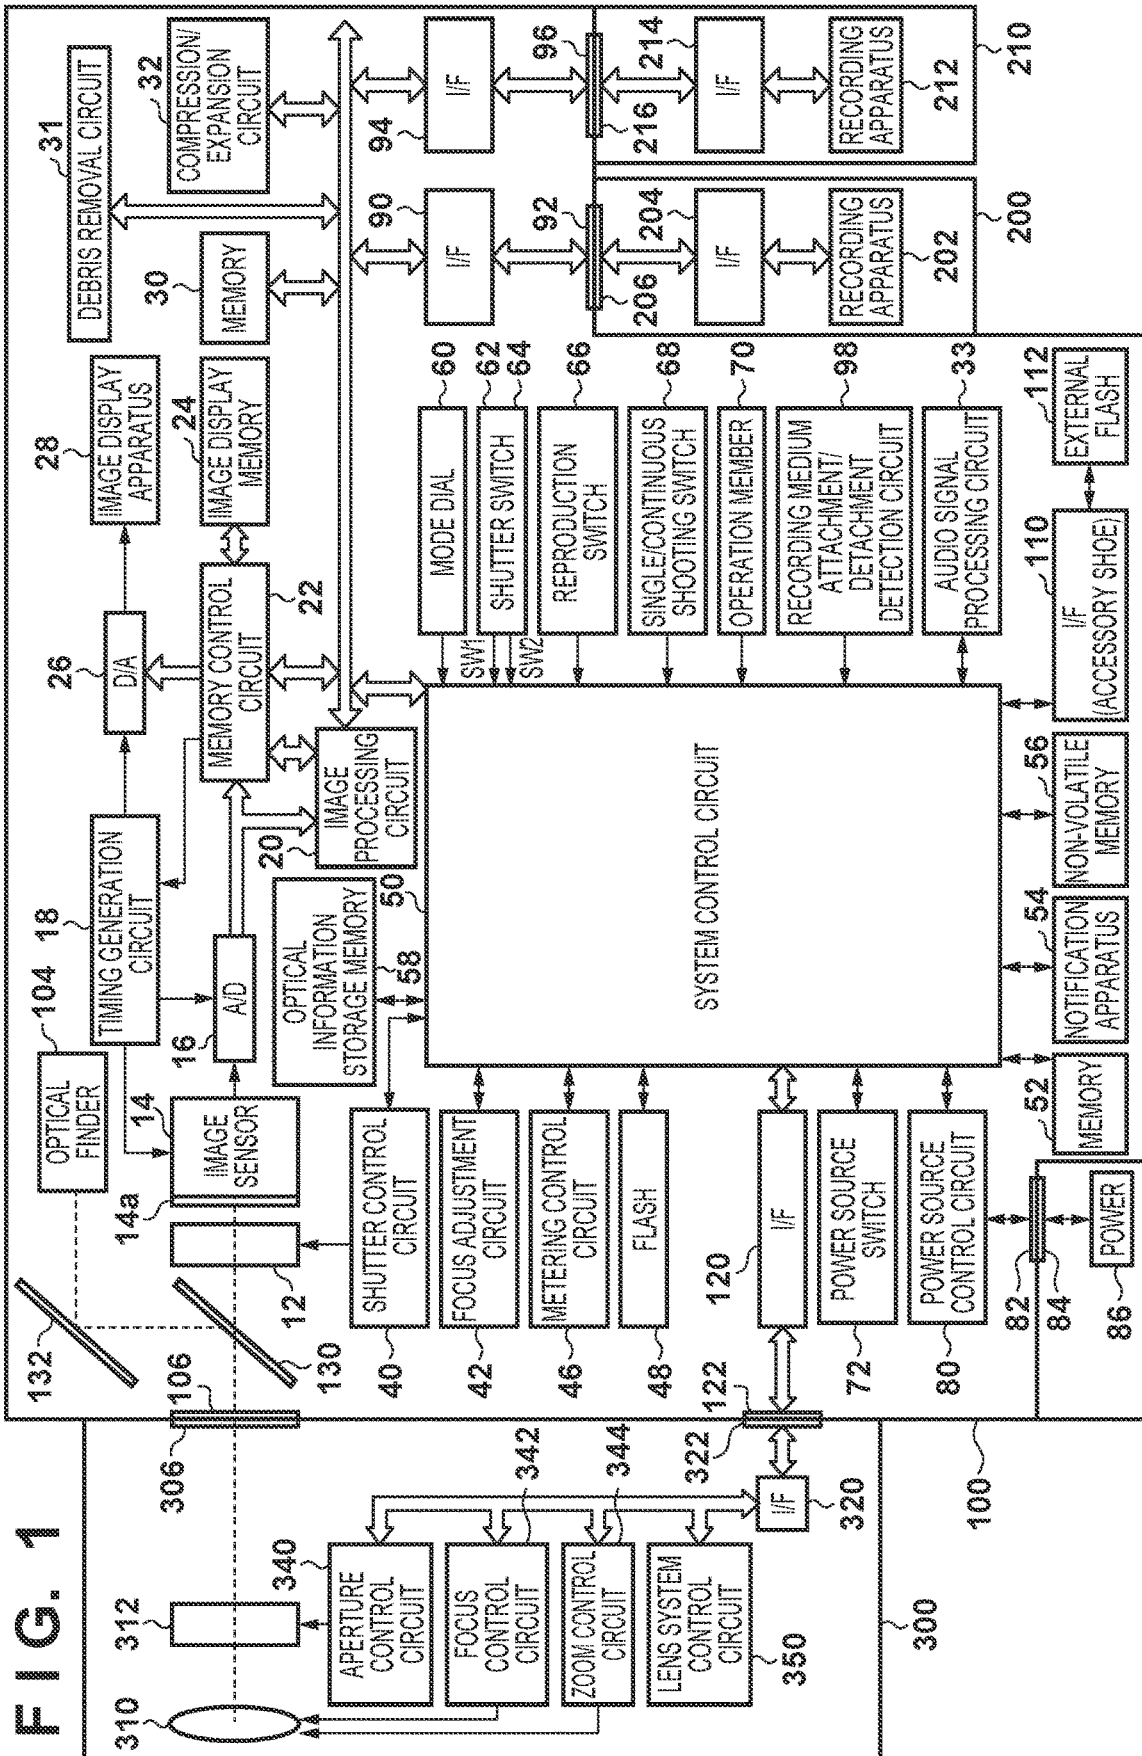 FIG. 1
310
312
306
106
132
130
12
14a
14
IMAGE
SENSOR
104
OPTICAL
FINDER
16
A/D
18
TIMING GENERATION
CIRCUIT
26
D/A
28
IMAGE DISPLAY
APPARATUS
24
IMAGE DISPLAY
MEMORY
22
MEMORY CONTROL
CIRCUIT
20
IMAGE
PROCESSING
CIRCUIT
30
MEMORY
31
DEBRIS REMOVAL CIRCUIT
32
COMPRESSION/
EXPANSION
CIRCUIT
340
APERTURE
CONTROL
CIRCUIT
342
FOCUS
CONTROL
CIRCUIT
344
ZOOM CONTROL
CIRCUIT
350
LENS SYSTEM
CONTROL
CIRCUIT
320
I/F
322
122
300
100
40
SHUTTER CONTROL
CIRCUIT
42
FOCUS ADJUSTMENT
CIRCUIT
46
METERING CONTROL
CIRCUIT
48
FLASH
120
I/F
72
POWER SOURCE
SWITCH
80
POWER SOURCE
CONTROL CIRCUIT
82
84
86
POWER
OPTICAL
INFORMATION
STORAGE MEMORY
58
50
SYSTEM CONTROL CIRCUIT
52
MEMORY
54
NOTIFICATION
APPARATUS
56
NON-VOLATILE
MEMORY
110
I/F
(ACCESSORY SHOE)
112
EXTERNAL
FLASH
60
MODE DIAL
62
64
SHUTTER SWITCH
SW1
SW2
66
REPRODUCTION
SWITCH
68
SINGLE/CONTINUOUS
SHOOTING SWITCH
70
OPERATION MEMBER
98
RECORDING MEDIUM
ATTACHMENT/
DETACHMENT
DETECTION CIRCUIT
33
AUDIO SIGNAL
PROCESSING CIRCUIT
90
I/F
92
206
204
I/F
202
RECORDING
APPARATUS
200
94
I/F
96
216
214
I/F
212
RECORDING
APPARATUS
210